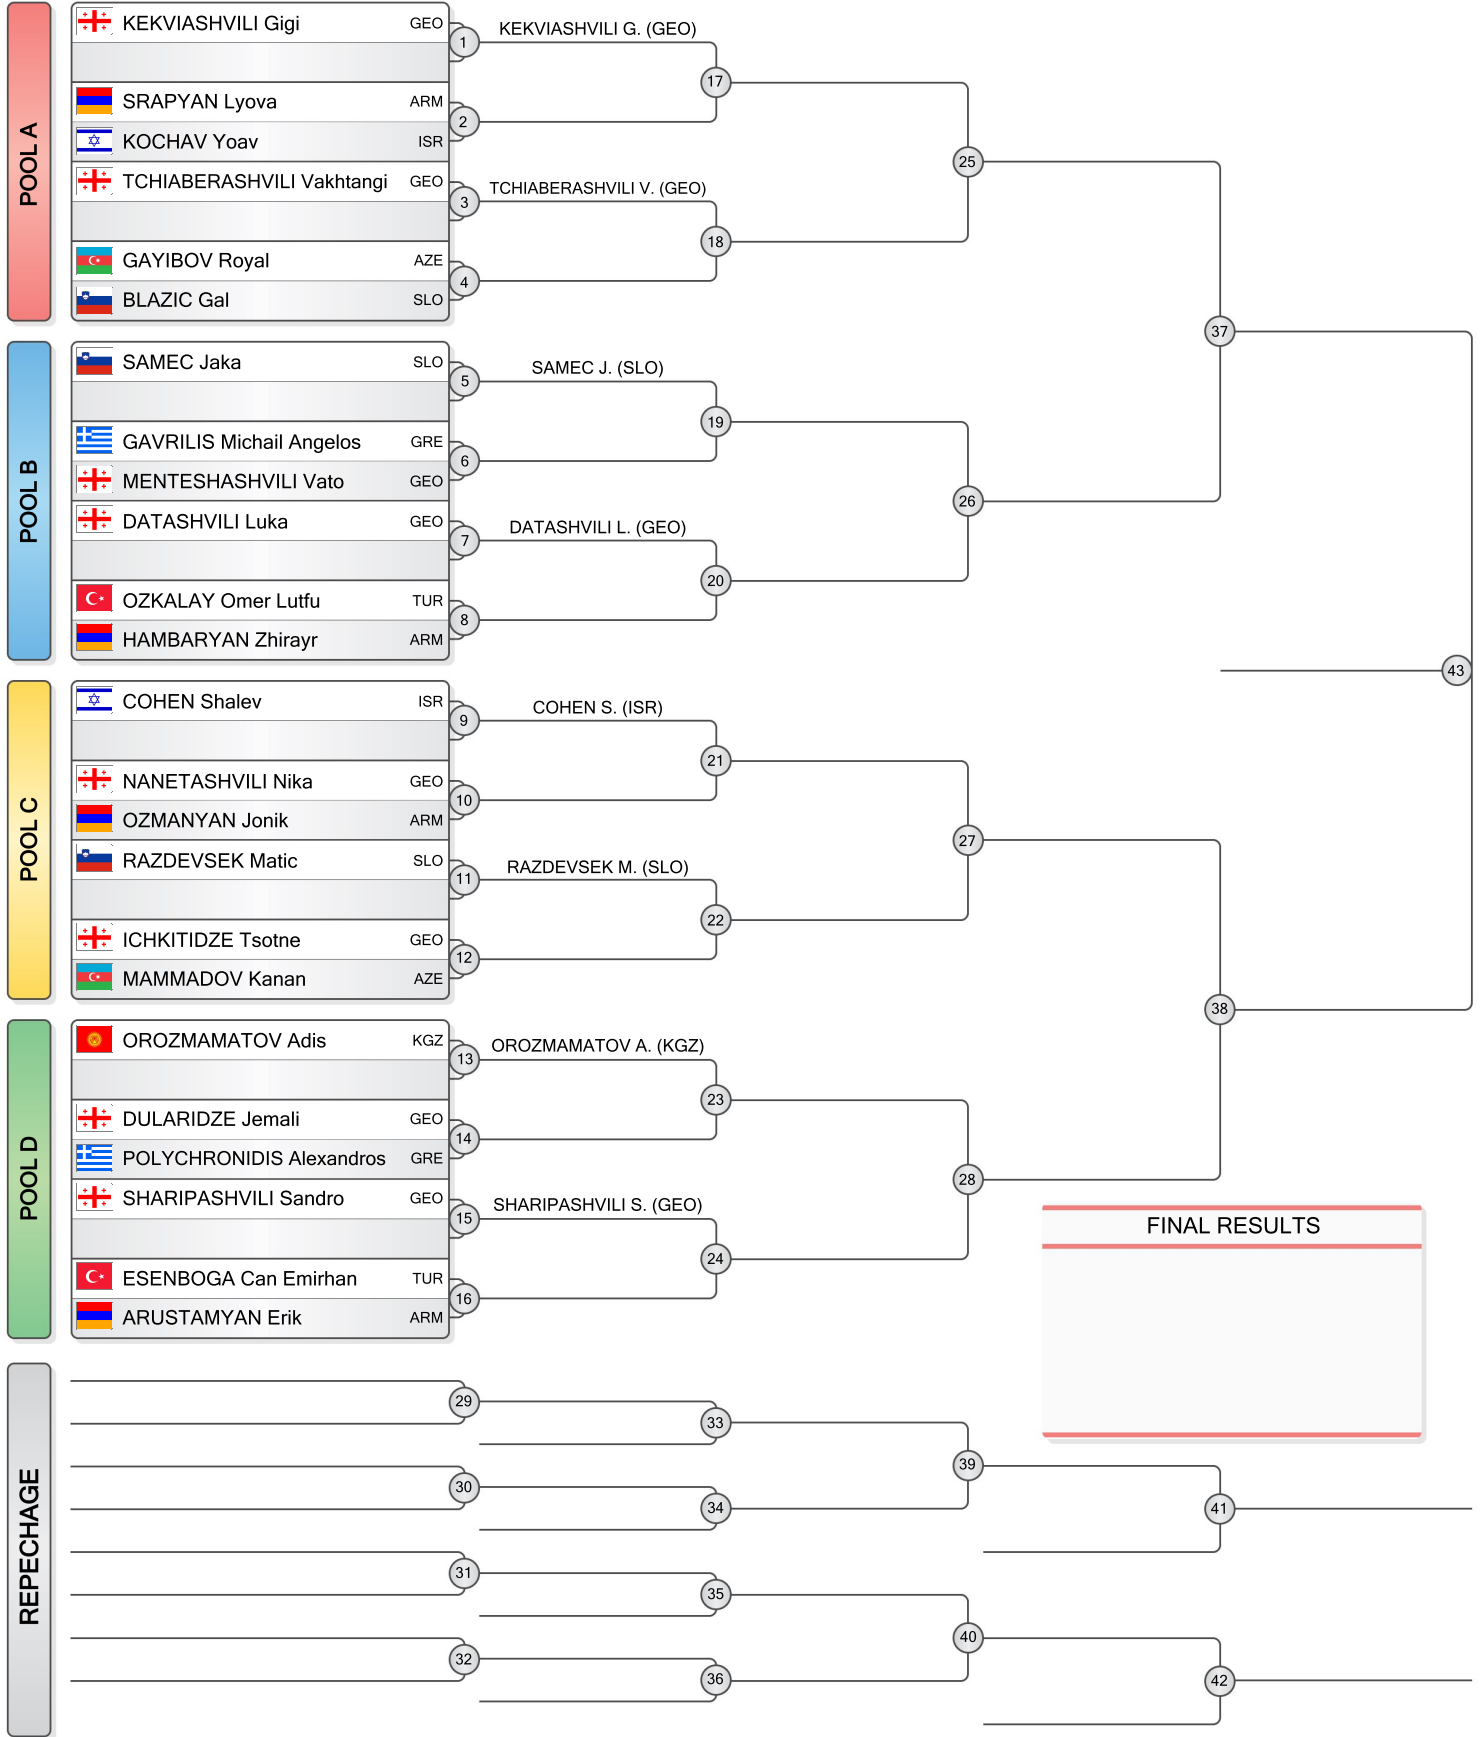 POOL A
KEKVIASHVILI Gigi GEO
1
KEKVIASHVILI G. (GEO)
17
SRAPYAN Lyova ARM
2
KOCHAV Yoav ISR
25
TCHIABERASHVILI Vakhtangi GEO
3
TCHIABERASHVILI V. (GEO)
18
GAYIBOV Royal AZE
4
BLAZIC Gal SLO
37
POOL B
SAMEC Jaka SLO
5
SAMEC J. (SLO)
19
GAVRILIS Michail Angelos GRE
6
MENTESHASHVILI Vato GEO
26
DATASHVILI Luka GEO
7
DATASHVILI L. (GEO)
20
OZKALAY Omer Lutfu TUR
8
HAMBARYAN Zhirayr ARM
43
POOL C
COHEN Shalev ISR
9
COHEN S. (ISR)
21
NANETASHVILI Nika GEO
10
OZMANYAN Jonik ARM
27
RAZDEVSEK Matic SLO
11
RAZDEVSEK M. (SLO)
22
ICHKITIDZE Tsotne GEO
12
MAMMADOV Kanan AZE
38
POOL D
OROZMAMATOV Adis KGZ
13
OROZMAMATOV A. (KGZ)
23
DULARIDZE Jemali GEO
14
POLYCHRONIDIS Alexandros GRE
28
SHARIPASHVILI Sandro GEO
15
SHARIPASHVILI S. (GEO)
24
ESENBOGA Can Emirhan TUR
16
ARUSTAMYAN Erik ARM
FINAL RESULTS
REPECHAGE
29
33
39
30
34
41
31
35
40
32
36
42